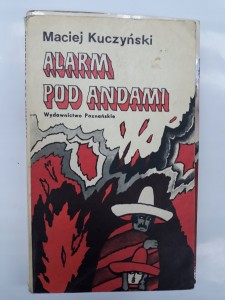 Maciej Kuczyński
ALARM
POD ANDAMI
Wydawnictwo Poznańskie